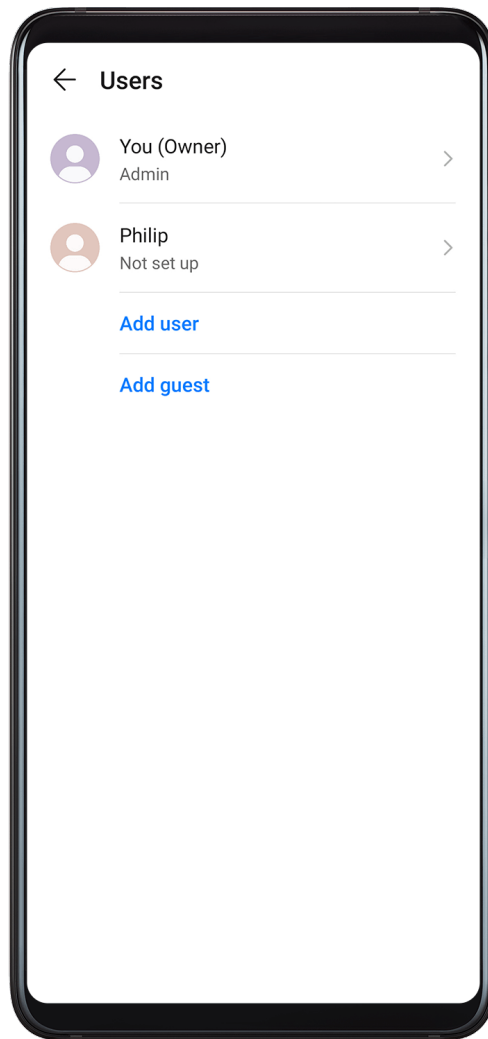 Users
You (Owner)
Admin
Philip
Not set up
Add user
Add guest